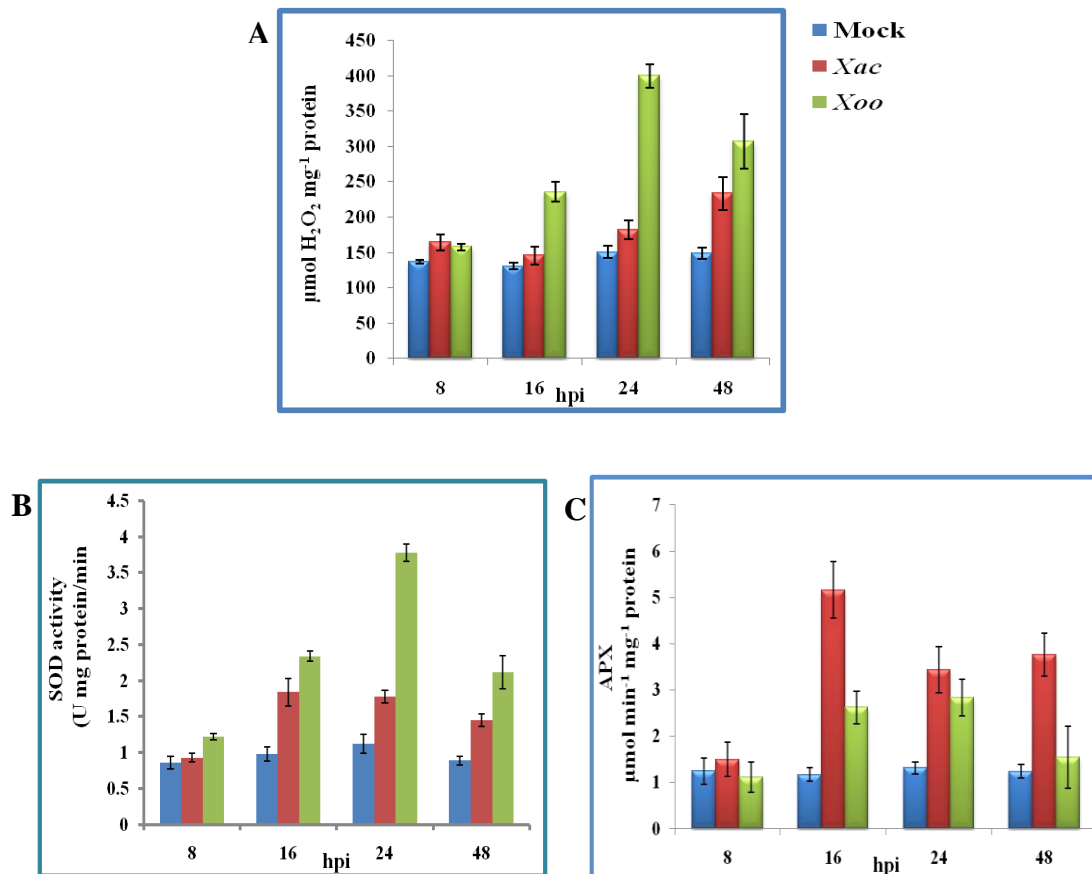 A
Mock
Xac
Xoo
µmol H₂O₂ mg⁻¹ protein
450
400
350
300
250
200
150
100
50
0
8 16 24 48
hpi
B
SOD activity
(U mg protein/min
4.5
4
3.5
3
2.5
2
1.5
1
0.5
0
8 16 24 48
hpi
C
APX
µmol min⁻¹ mg⁻¹ protein
7
6
5
4
3
2
1
0
8 16 24 48
hpi